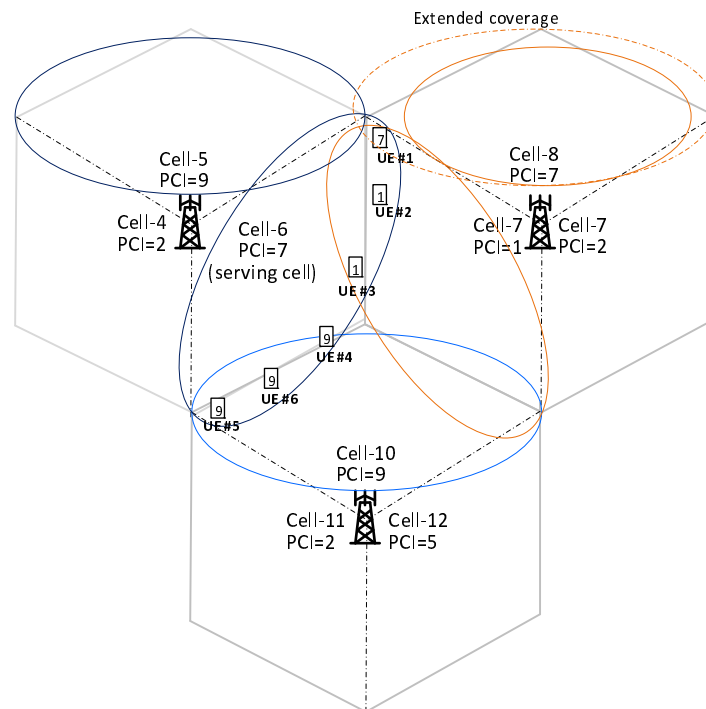 Extended coverage
7
UE #1
Cell-5
PCI=9
Cell-8
PCI=7
1
UE #2
Cell-4
PCI=2
Cell-6
PCI=7
(serving cell)
Cell-7
PCI=1
Cell-7
PCI=2
1
UE #3
9
UE #4
9
UE #6
9
UE #5
Cell-10
PCI=9
Cell-11
PCI=2
Cell-12
PCI=5